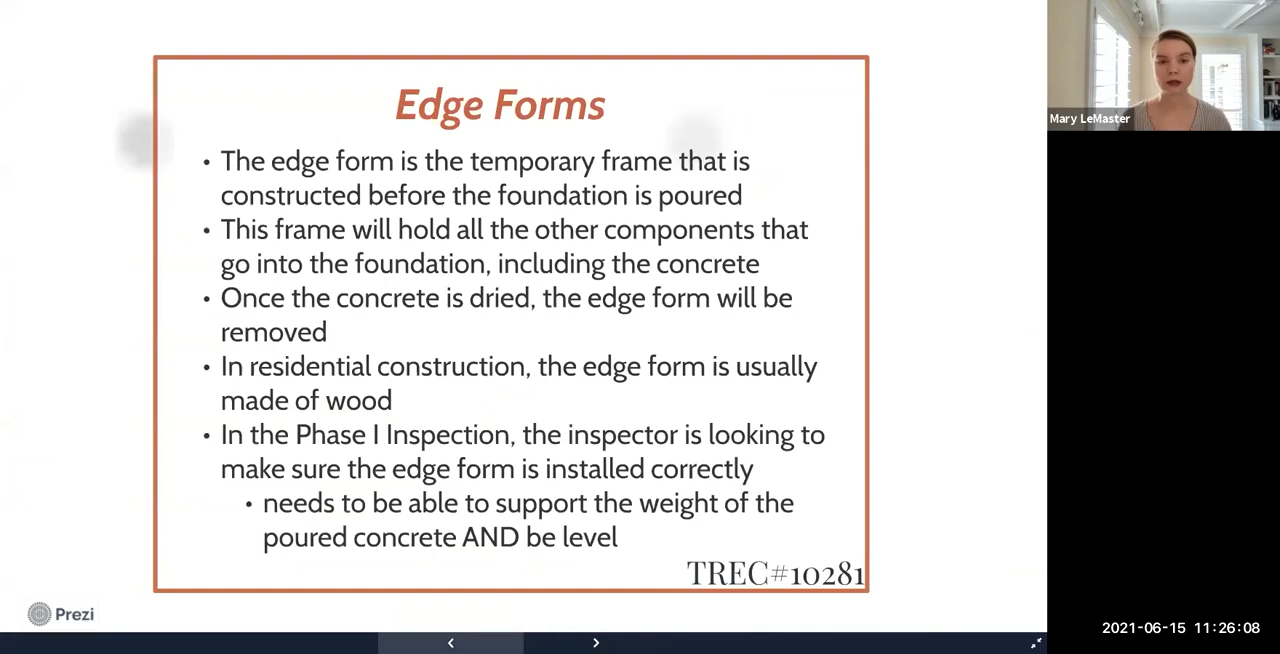 Edge Forms
• The edge form is the temporary frame that is
constructed before the foundation is poured
• This frame will hold all the other components that
go into the foundation, including the concrete
• Once the concrete is dried, the edge form will be
removed
• In residential construction, the edge form is usually
made of wood
• In the Phase I Inspection, the inspector is looking to
make sure the edge form is installed correctly
• needs to be able to support the weight of the
poured concrete AND be level
TREC#10281
Prezi
Mary LeMaster
2021-06-15 11:26:08